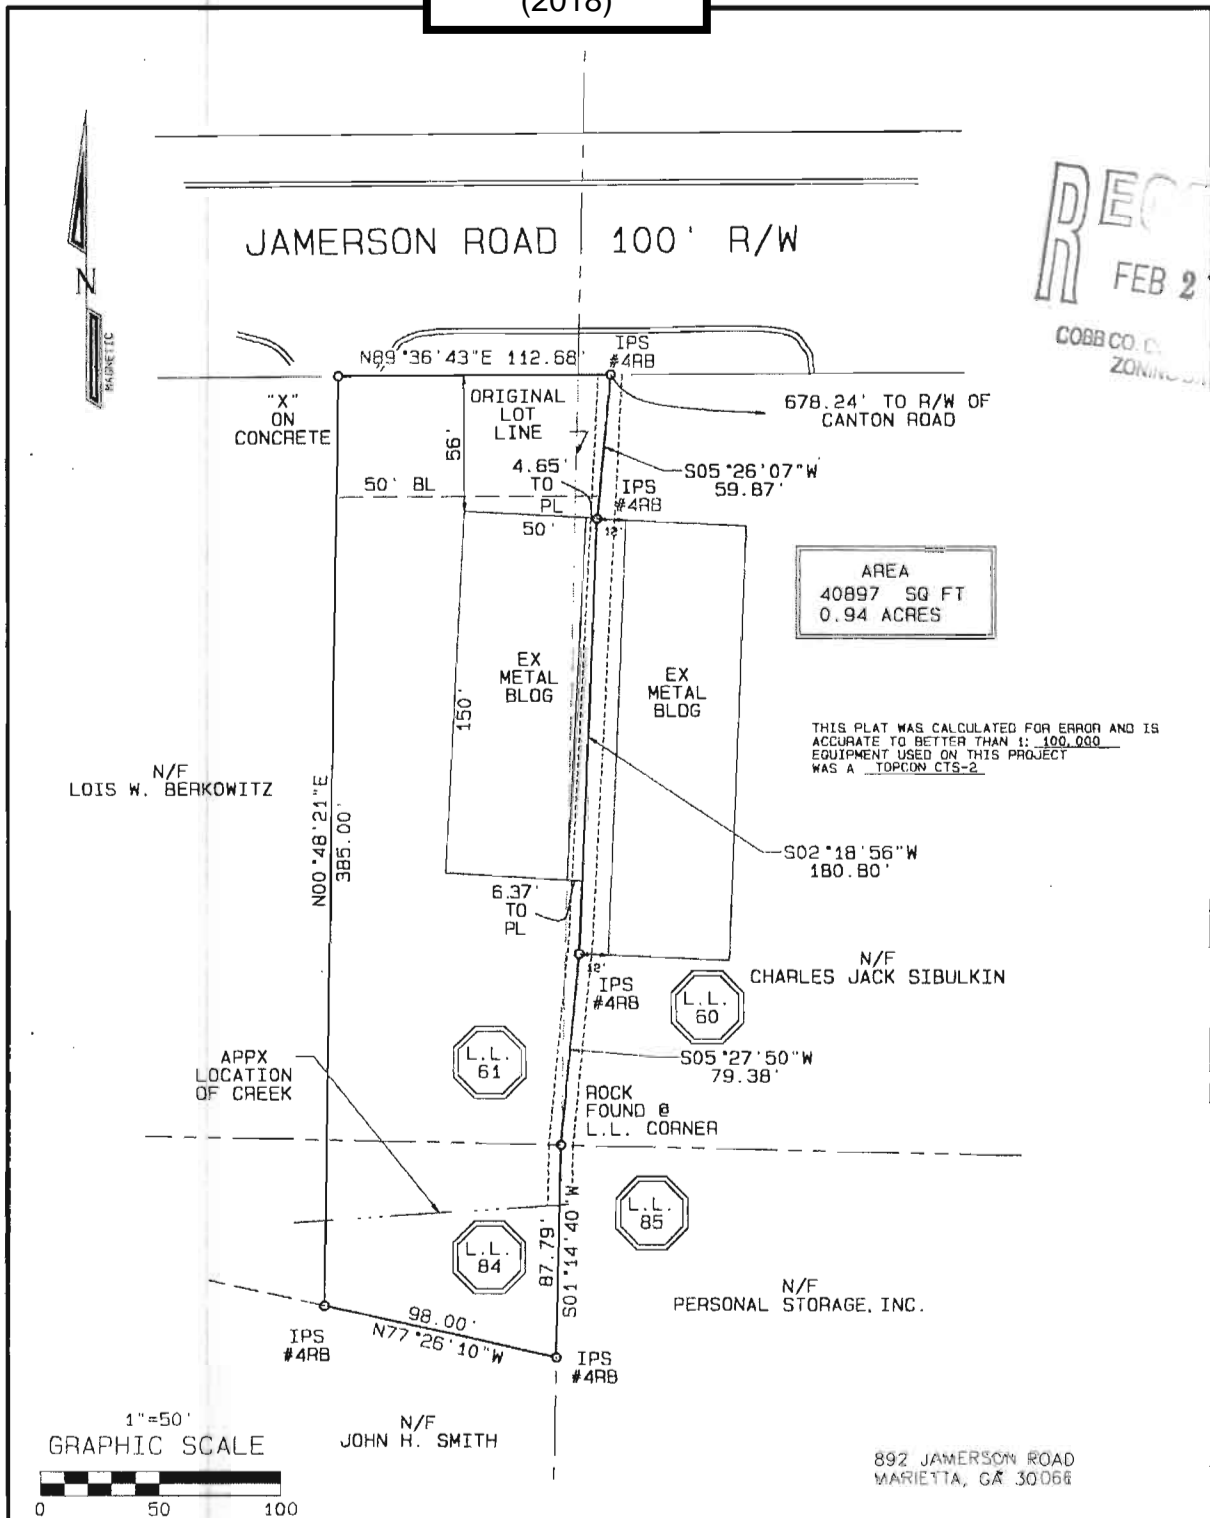 (2018)
JAMERSON ROAD 100' R/W
N
MAGNETIC
FEB 2
COBB CO. C.
N89°36'43"E 112.68'
IPS
#4RB
"X"
ON
CONCRETE
ORIGINAL
LOT
LINE
678.24' TO R/W OF
CANTON ROAD
56'
S05°26'07"W
59.87'
4.65'
TO
PL
IPS
#4RB
50' BL
50'
12'
AREA
40897 SQ FT
0.94 ACRES
EX
METAL
BLDG
EX
METAL
BLDG
150'
THIS PLAT WAS CALCULATED FOR ERROR AND IS
ACCURATE TO BETTER THAN 1: 100,000
EQUIPMENT USED ON THIS PROJECT
WAS A TOPCON CTS-2
N/F
LOIS W. BERKOWITZ
N00°48'21"E
385.00'
S02°18'56"W
180.80'
6.37'
TO
PL
12'
IPS
#4RB
N/F
CHARLES JACK SIBULKIN
L.L.
60
L.L.
61
S05°27'50"W
79.38'
APPX
LOCATION
OF CREEK
ROCK
FOUND @
L.L. CORNER
L.L.
85
L.L.
84
87.79'
S01°14'40"W
N/F
PERSONAL STORAGE, INC.
98.00'
N77°26'10"W
IPS
#4RB
IPS
#4RB
N/F
JOHN H. SMITH
1"=50'
GRAPHIC SCALE
0 50 100
892 JAMERSON ROAD
MARIETTA, GA 30066